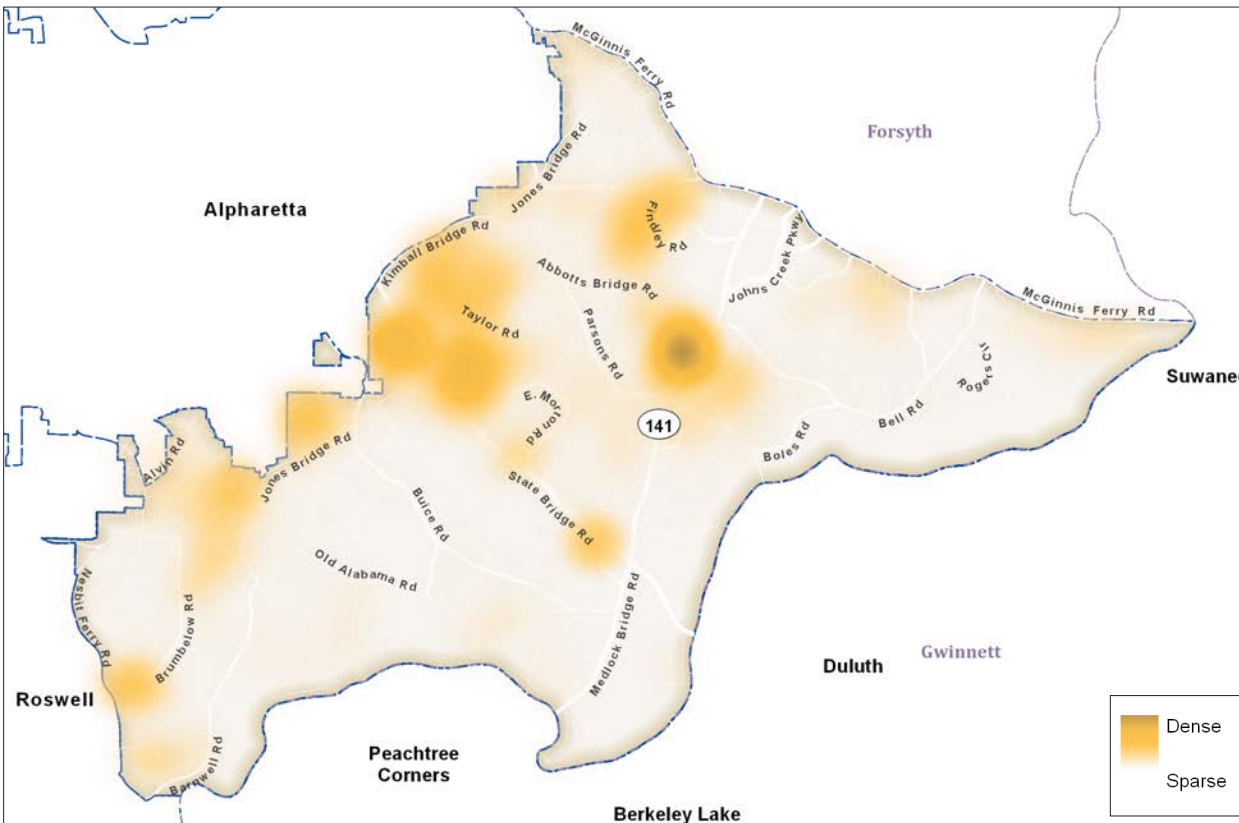 McGinnis Ferry Rd
Forsyth
Alpharetta
Jones Bridge Rd
Kimball Bridge Rd
Findley Rd
Johns Creek Pkwy
Abbotts Bridge Rd
McGinnis Ferry Rd
Taylor Rd
Parsons Rd
Rogers Cir
Suwanee
E. Morton Rd
141
Bell Rd
Boles Rd
Alvin Rd
Jones Bridge Rd
State Bridge Rd
Buice Rd
Old Alabama Rd
Nesbit Ferry Rd
Brumbelow Rd
Medlock Bridge Rd
Duluth
Gwinnett
Roswell
Peachtree
Corners
Barnwell Rd
Berkeley Lake
Dense
Sparse